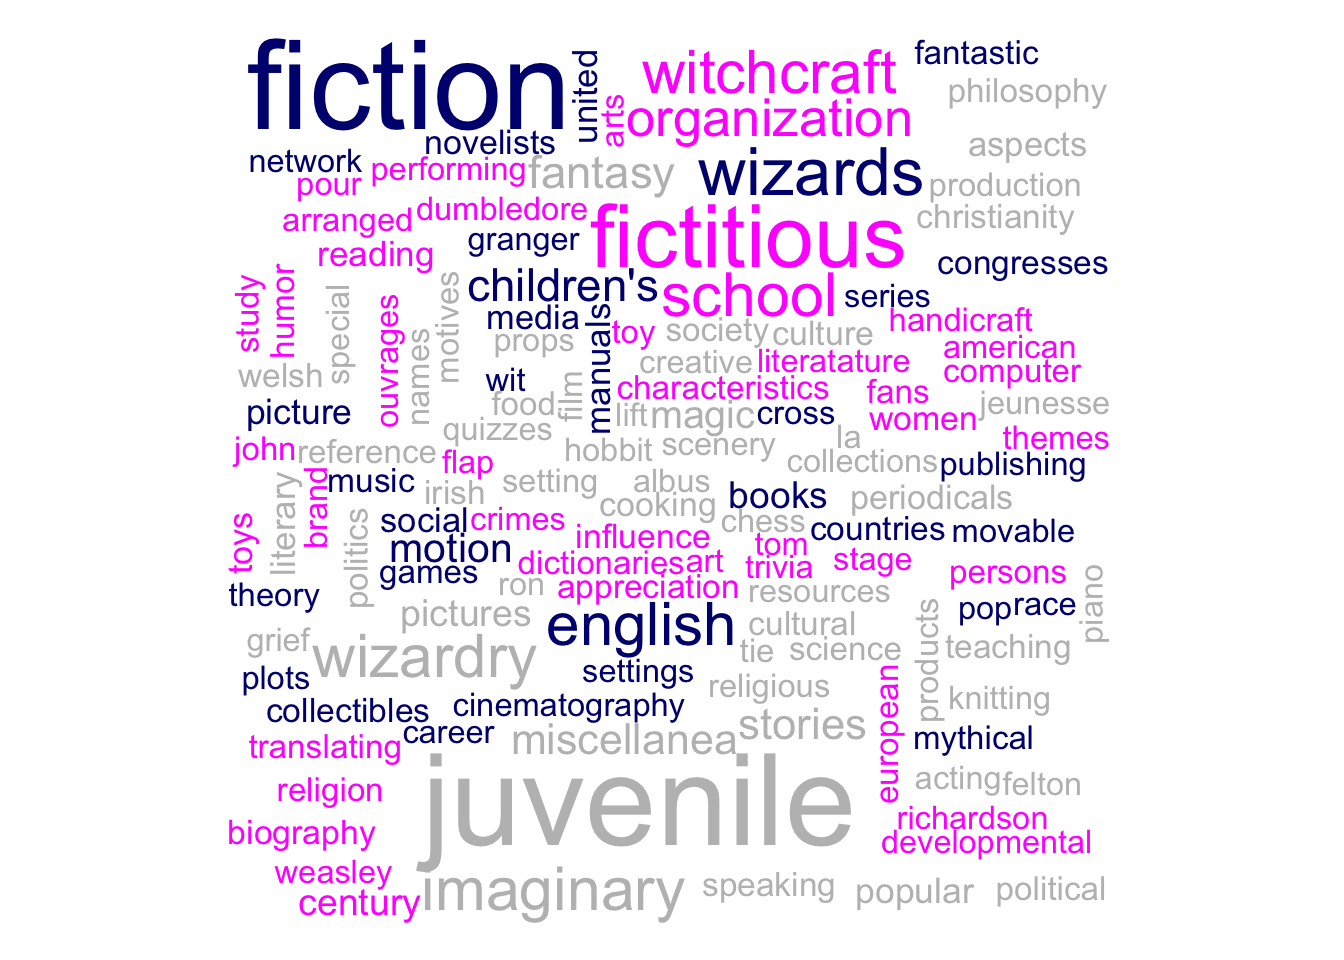 fiction
united
arts
witchcraft
fantastic
philosophy
organization
novelists
network
performing
fantasy
wizards
aspects
pour
production
arranged
dumbledore
fictitious
christianity
reading
granger
congresses
children's
school
series
study
humor
special
ouvrages
names
motives
media
props
manuals
toy
society
culture
handicraft
welsh
wit
creative
literatature
american
computer
picture
food
film
characteristics
fans
jeunesse
quizzes
lift
magic
cross
women
john
reference
flap
hobbit
scenery
la
themes
collections
publishing
literary
brand
music
irish
setting
albus
books
periodicals
toys
politics
social
crimes
cooking
chess
countries
movable
motion
influence
tom
games
dictionaries
art
trivia
stage
persons
theory
ron
appreciation
resources
pop
race
piano
pictures
english
cultural
products
grief
wizardry
tie
science
teaching
plots
settings
religious
european
knitting
collectibles
cinematography
career
miscellanea
stories
mythical
translating
juvenile
acting
felton
religion
biography
richardson
developmental
weasley
century
imaginary
speaking
popular
political